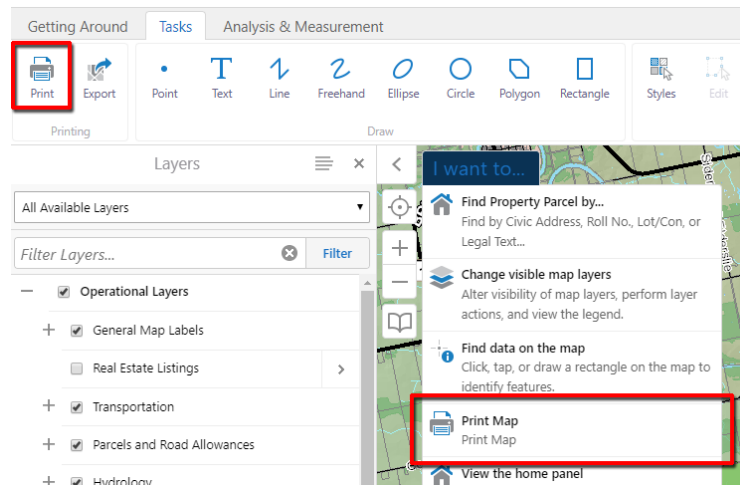 Getting Around
Tasks
Analysis & Measurement
Print
Export
Point
Text
Line
Freehand
Ellipse
Circle
Polygon
Rectangle
Styles
Edit
Printing
Draw
Layers
All Available Layers
Filter Layers...
Filter
Operational Layers
General Map Labels
Real Estate Listings
Transportation
Parcels and Road Allowances
Hydrology
I want to...
Find Property Parcel by...
Find by Civic Address, Roll No., Lot/Con, or
Legal Text...
Change visible map layers
Alter visibility of map layers, perform layer
actions, and view the legend.
Find data on the map
Click, tap, or draw a rectangle on the map to
identify features.
Print Map
Print Map
View the home panel